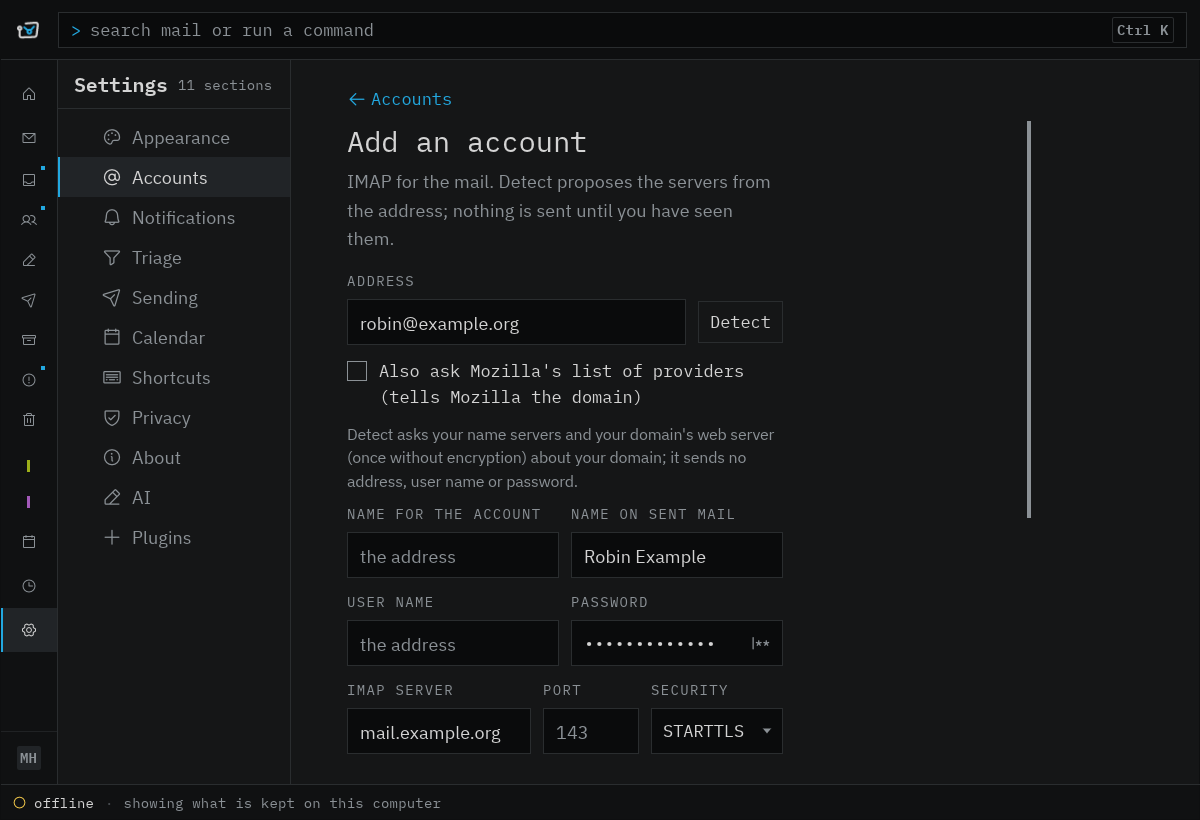 > search mail or run a command
Ctrl K
Settings 11 sections
Appearance
Accounts
Notifications
Triage
Sending
Calendar
Shortcuts
Privacy
About
AI
Plugins
MH
← Accounts
Add an account
IMAP for the mail. Detect proposes the servers from
the address; nothing is sent until you have seen
them.
ADDRESS
robin@example.org
Detect
Also ask Mozilla's list of providers
(tells Mozilla the domain)
Detect asks your name servers and your domain's web server
(once without encryption) about your domain; it sends no
address, user name or password.
NAME FOR THE ACCOUNT NAME ON SENT MAIL
the address Robin Example
USER NAME PASSWORD
the address ••••••••••••• |**
IMAP SERVER PORT SECURITY
mail.example.org 143 STARTTLS
offline · showing what is kept on this computer